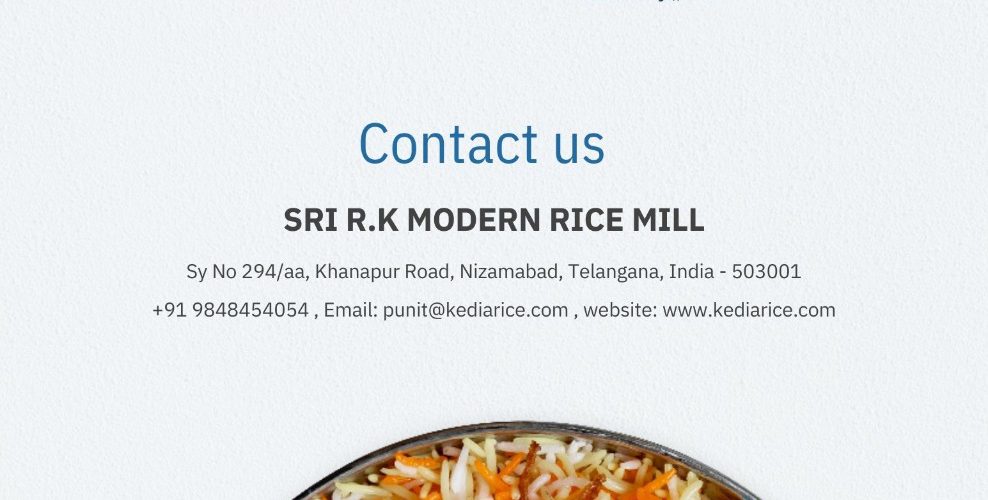 Contact us
SRI R.K MODERN RICE MILL
Sy No 294/aa, Khanapur Road, Nizamabad, Telangana, India - 503001
+91 9848454054 , Email: punit@kediarice.com , website: www.kediarice.com